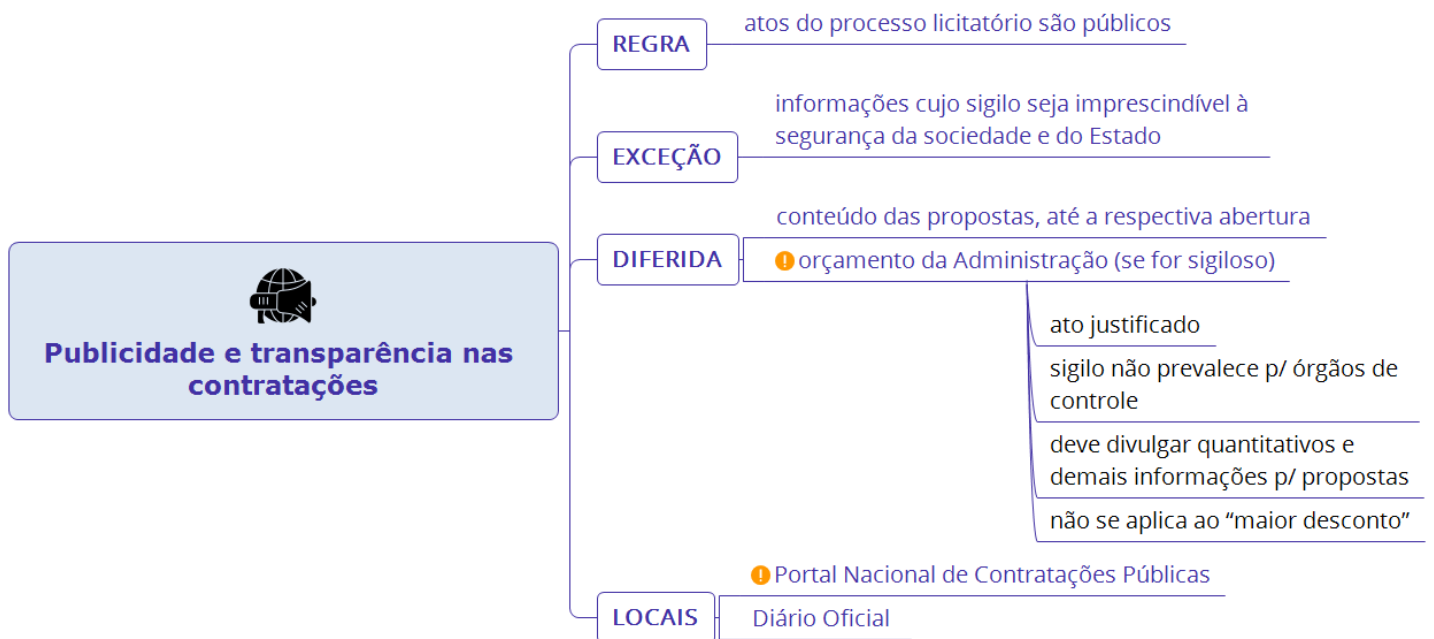 REGRA
atos do processo licitatório são públicos
EXCEÇÃO
informações cujo sigilo seja imprescindível à
segurança da sociedade e do Estado
DIFERIDA
conteúdo das propostas, até a respectiva abertura
orçamento da Administração (se for sigiloso)
ato justificado
sigilo não prevalece p/ órgãos de
controle
deve divulgar quantitativos e
demais informações p/ propostas
não se aplica ao “maior desconto”
Publicidade e transparência nas
contratações
LOCAIS
Portal Nacional de Contratações Públicas
Diário Oficial